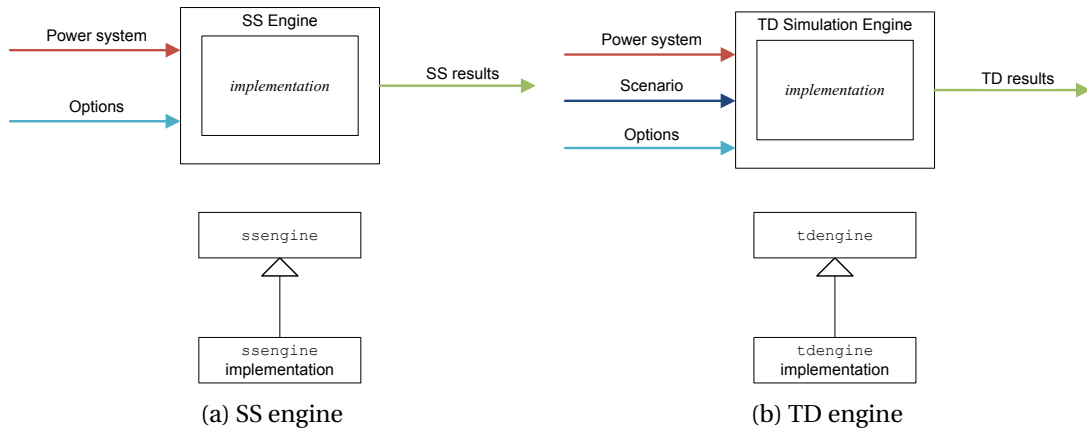 SS Engine
Power system
implementation
SS results
Options
ssengine
ssengine
implementation
(a) SS engine
TD Simulation Engine
Power system
Scenario
implementation
TD results
Options
tdengine
tdengine
implementation
(b) TD engine